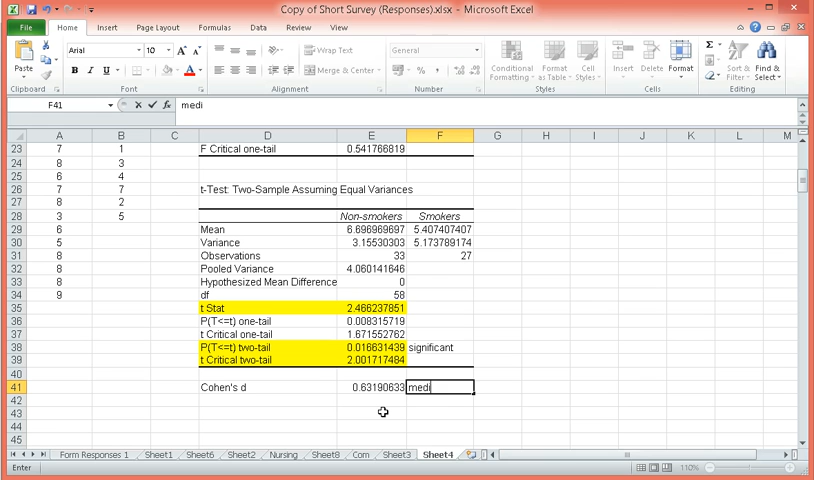 Copy of Short Survey (Responses).xlsx - Microsoft Excel
File Home Insert Page Layout Formulas Data Review View
Paste Arial 10 A A Wrap Text General Conditional Formatting Format as Table Cell Styles Insert Delete Format Sort & Filter Find & Select
B I U Merge & Center $ % ,
Clipboard Font Alignment Number Styles Cells Editing
F41 fx medi
A B C D E F G H I J K L M
23 7 1 F Critical one-tail 0.541766819
24 8 3
25 6 4
26 7 7 t-Test: Two-Sample Assuming Equal Variances
27 8 2
28 3 5 Non-smokers Smokers
29 6 Mean 6.696969697 5.407407407
30 5 Variance 3.15530303 5.173789174
31 8 Observations 33 27
32 8 Pooled Variance 4.060141646
33 8 Hypothesized Mean Difference 0
34 9 df 58
35 t Stat 2.466237851
36 P(T<=t) one-tail 0.008315719
37 t Critical one-tail 1.671552762
38 P(T<=t) two-tail 0.016631439 significant
39 t Critical two-tail 2.001717484
40
41 Cohen's d 0.63190633 medi
42
43
44
45
Form Responses 1 Sheet1 Sheet6 Sheet2 Nursing Sheet8 Com Sheet3 Sheet4
Enter 110%